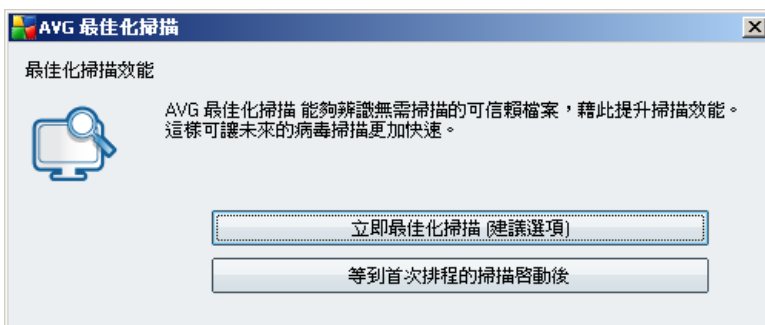 AVG 最佳化掃描
最佳化掃描效能
AVG 最佳化掃描 能夠辨識無需掃描的可信賴檔案，藉此提升掃描效能。
這樣可讓未來的病毒掃描更加快速。
立即最佳化掃描 (建議選項)
等到首次排程的掃描啟動後